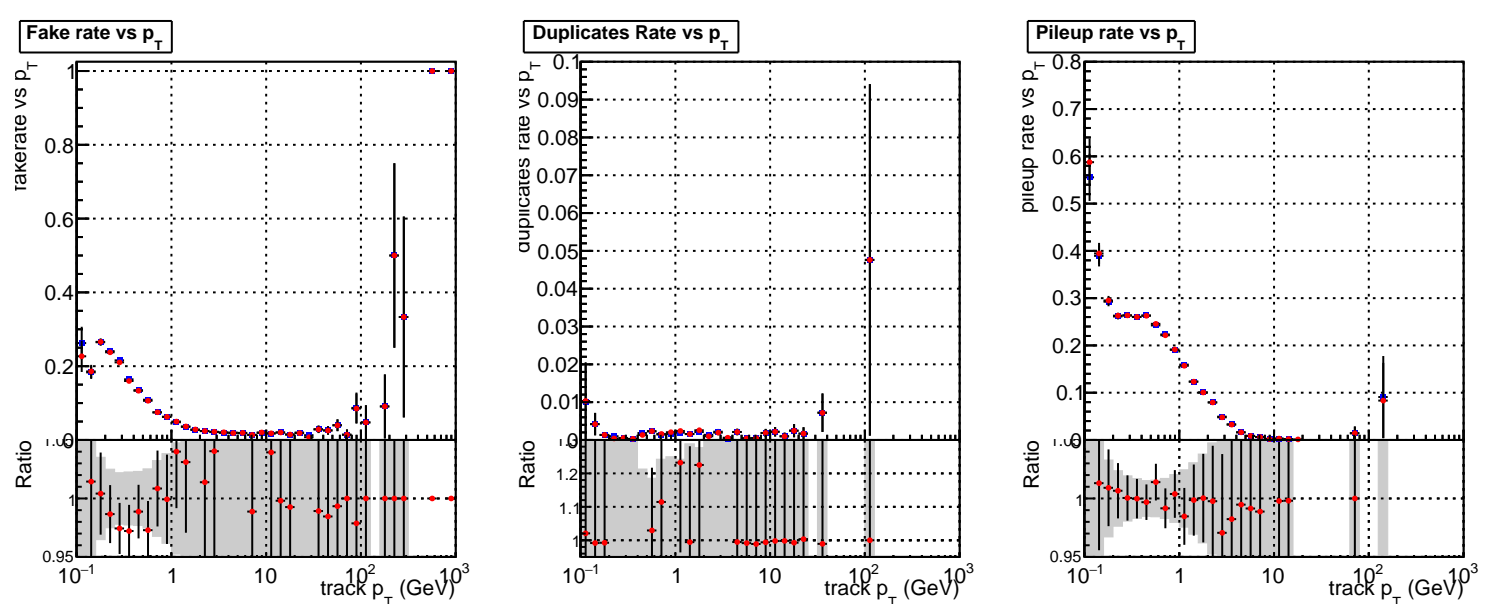 Fake rate vs p_T
fakerate vs p_T
1
0.8
0.6
0.4
0.2
0
Ratio
1
0.95
10^−1 1 10 10^2 10^3
track p_T (GeV)
Duplicates Rate vs p_T
duplicates rate vs p_T
0.1
0.09
0.08
0.07
0.06
0.05
0.04
0.03
0.02
0.01
0
Ratio
1.2
1.1
1
10^−1 1 10 10^2 10^3
track p_T (GeV)
Pileup rate vs p_T
pileup rate vs p_T
0.8
0.7
0.6
0.5
0.4
0.3
0.2
0.1
Ratio
1
0.95
10^−1 1 10 10^2 10^3
track p_T (GeV)